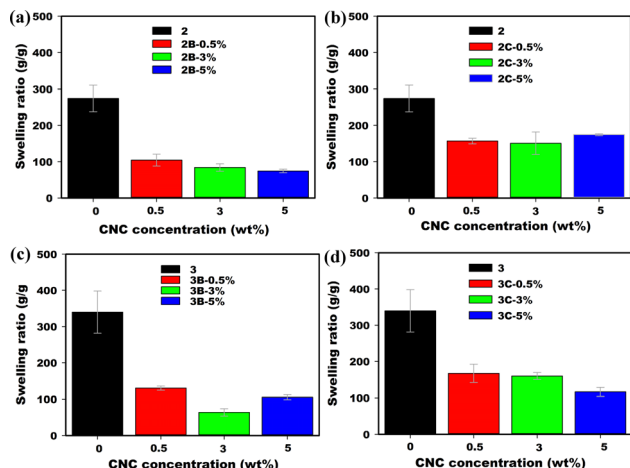 (a)
500
400
300
200
100
0
Swelling ratio (g/g)
2
2B-0.5%
2B-3%
2B-5%
0 0.5 3 5
CNC concentration (wt%)
(b)
500
400
300
200
100
0
Swelling ratio (g/g)
2
2C-0.5%
2C-3%
2C-5%
0 0.5 3 5
CNC concentration (wt%)
(c)
500
400
300
200
100
0
Swelling ratio (g/g)
3
3B-0.5%
3B-3%
3B-5%
0 0.5 3 5
CNC concentration (wt%)
(d)
500
400
300
200
100
0
Swelling ratio (g/g)
3
3C-0.5%
3C-3%
3C-5%
0 0.5 3 5
CNC concentration (wt%)